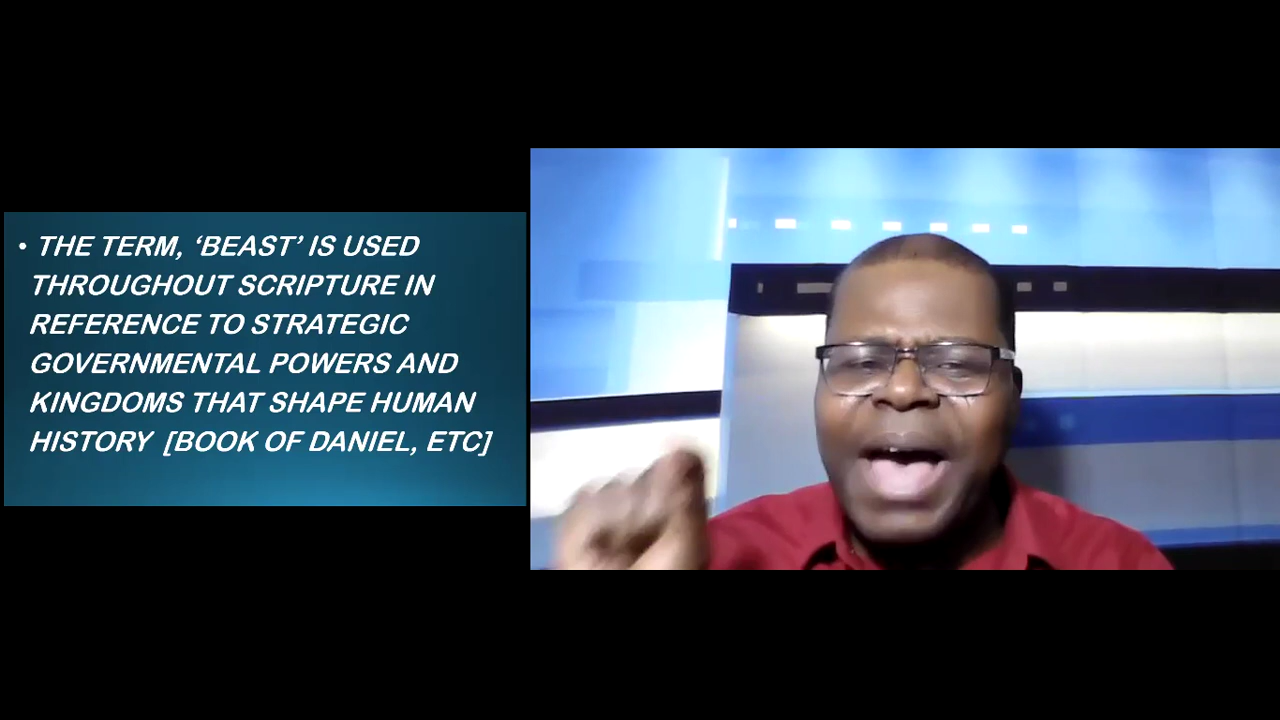 • THE TERM, ‘BEAST’ IS USED
THROUGHOUT SCRIPTURE IN
REFERENCE TO STRATEGIC
GOVERNMENTAL POWERS AND
KINGDOMS THAT SHAPE HUMAN
HISTORY [BOOK OF DANIEL, ETC]